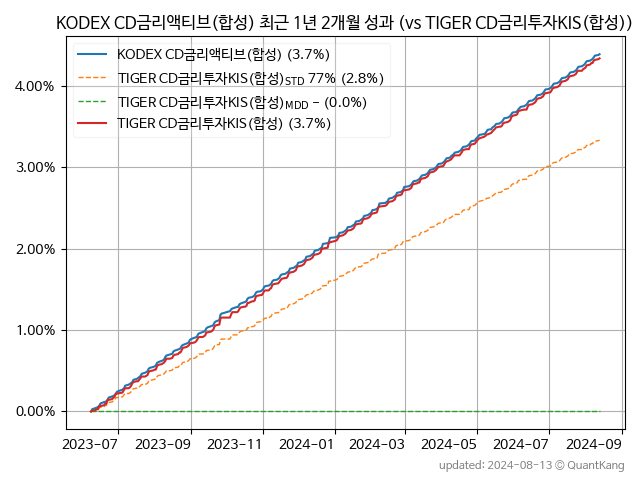 KODEX CD금리액티브(합성) 최근 1년 2개월 성과 (vs TIGER CD금리투자KIS(합성))
KODEX CD금리액티브(합성) (3.7%)
TIGER CD금리투자KIS(합성)STD 77% (2.8%)
TIGER CD금리투자KIS(합성)MDD - (0.0%)
TIGER CD금리투자KIS(합성) (3.7%)
4.00%
3.00%
2.00%
1.00%
0.00%
2023-07 2023-09 2023-11 2024-01 2024-03 2024-05 2024-07 2024-09
updated: 2024-08-13 © QuantKang